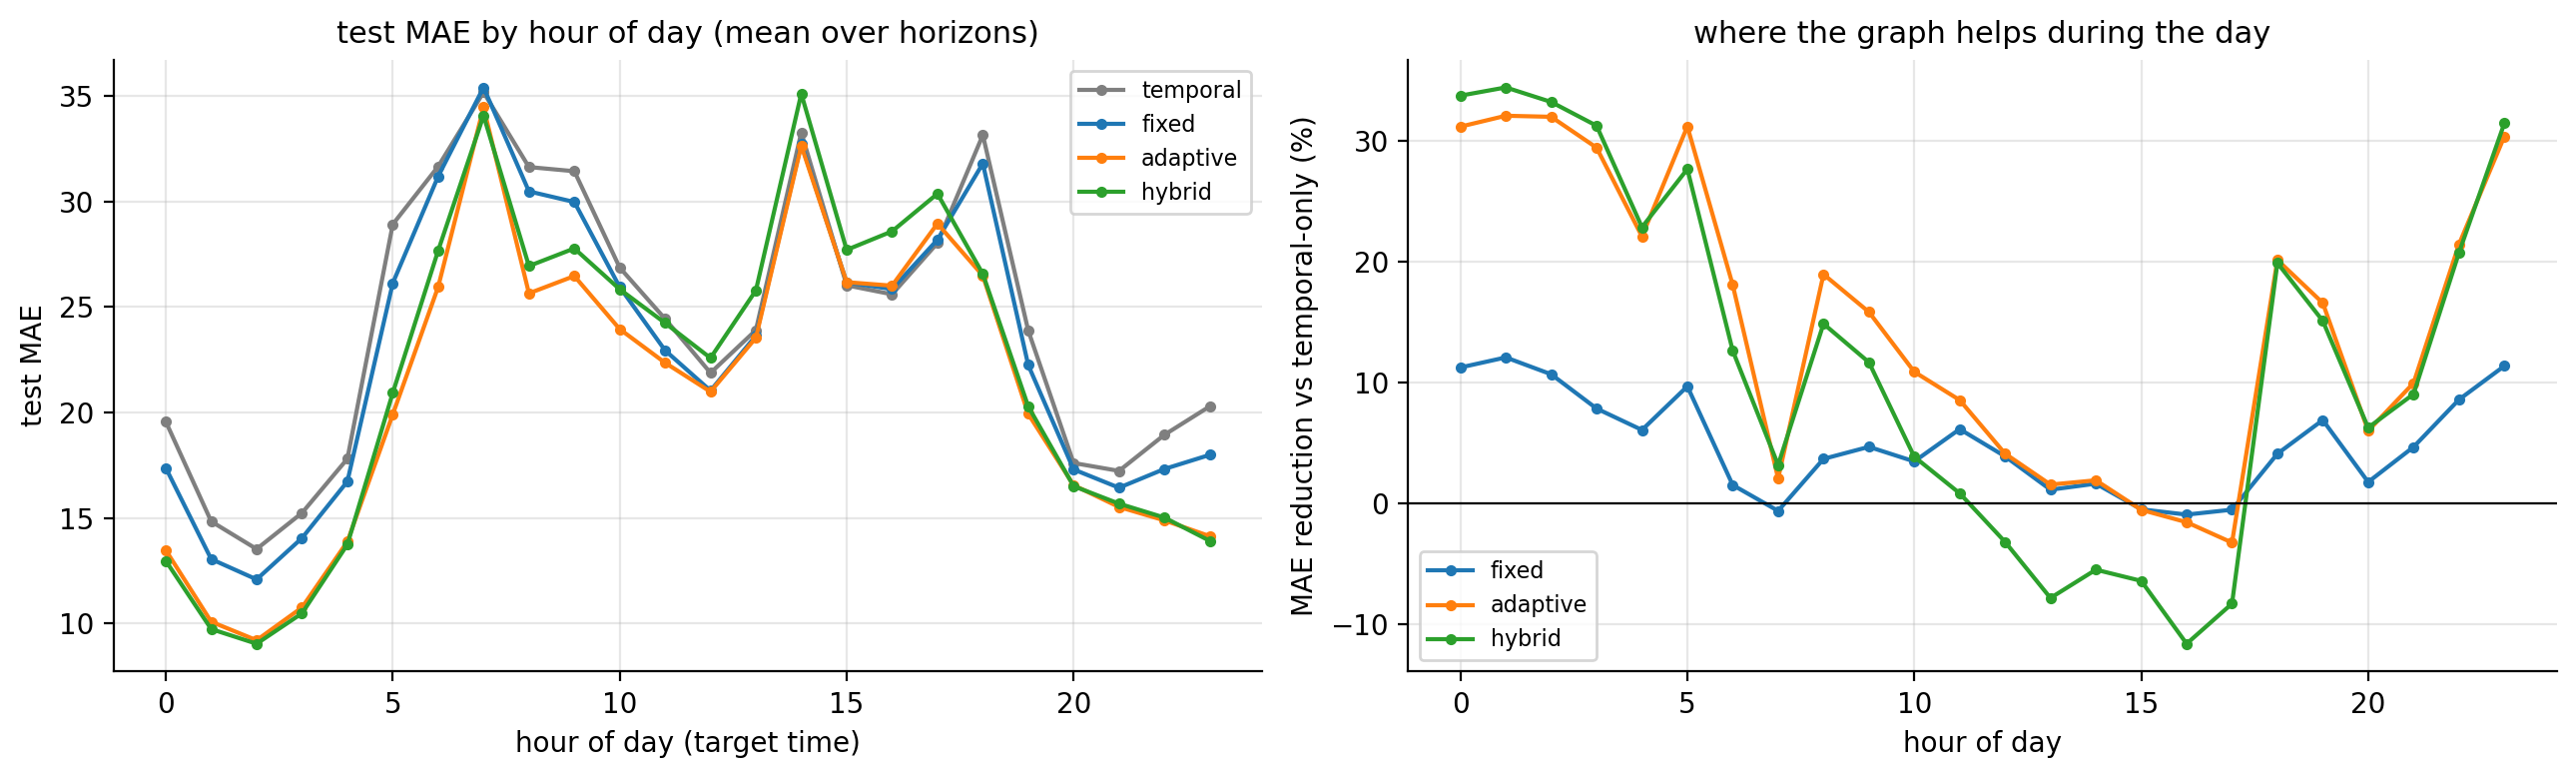 test MAE by hour of day (mean over horizons)
test MAE
35
30
25
20
15
10
0
5
10
15
20
hour of day (target time)
temporal
fixed
adaptive
hybrid
where the graph helps during the day
MAE reduction vs temporal-only (%)
30
20
10
0
−10
0
5
10
15
20
hour of day
fixed
adaptive
hybrid